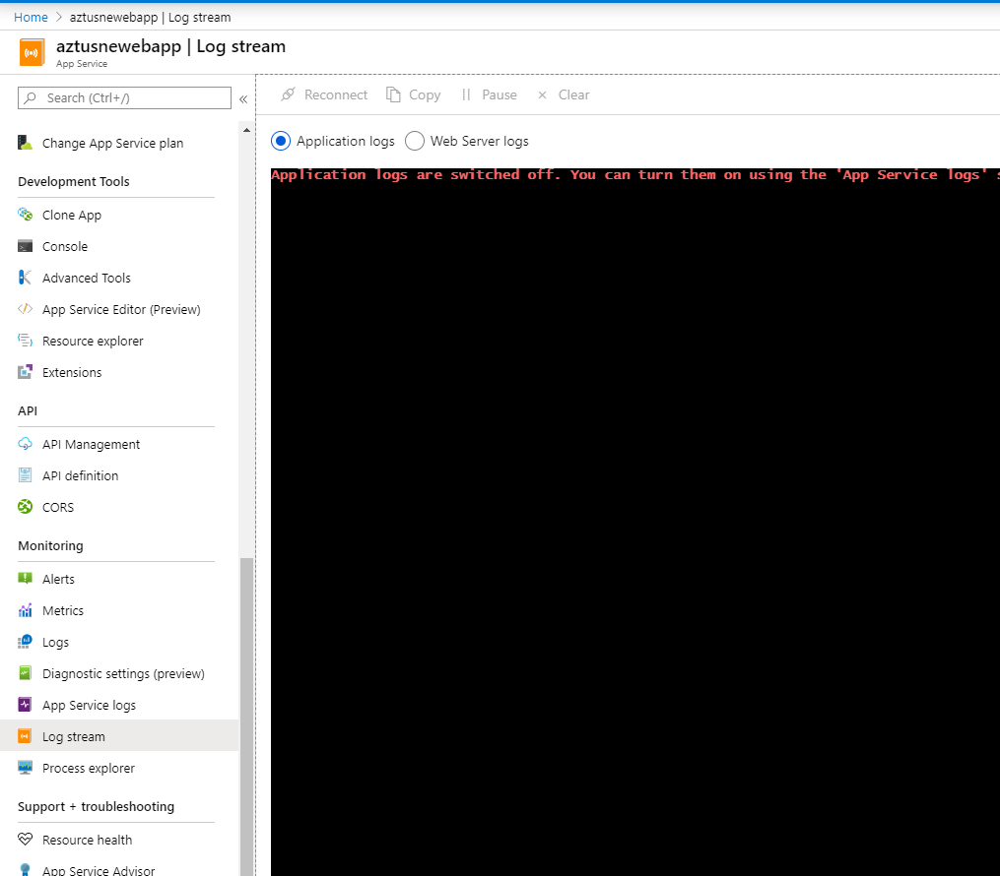 Home > aztusnewebapp | Log stream
aztusnewebapp | Log stream
App Service
Search (Ctrl+/)
«
Reconnect
Copy
Pause
Clear
Application logs
Web Server logs
Application logs are switched off. You can turn them on using the 'App Service logs' s
Change App Service plan
Development Tools
Clone App
Console
Advanced Tools
App Service Editor (Preview)
Resource explorer
Extensions
API
API Management
API definition
CORS
Monitoring
Alerts
Metrics
Logs
Diagnostic settings (preview)
App Service logs
Log stream
Process explorer
Support + troubleshooting
Resource health
App Service Advisor